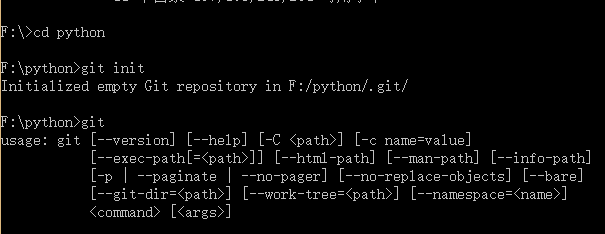 F:\>cd python
F:\python>git init
Initialized empty Git repository in F:/python/.git/
F:\python>git
usage: git [--version] [--help] [-C <path>] [-c name=value]
[--exec-path[=<path>]] [--html-path] [--man-path] [--info-path]
[-p | --paginate | --no-pager] [--no-replace-objects] [--bare]
[--git-dir=<path>] [--work-tree=<path>] [--namespace=<name>]
<command> [<args>]